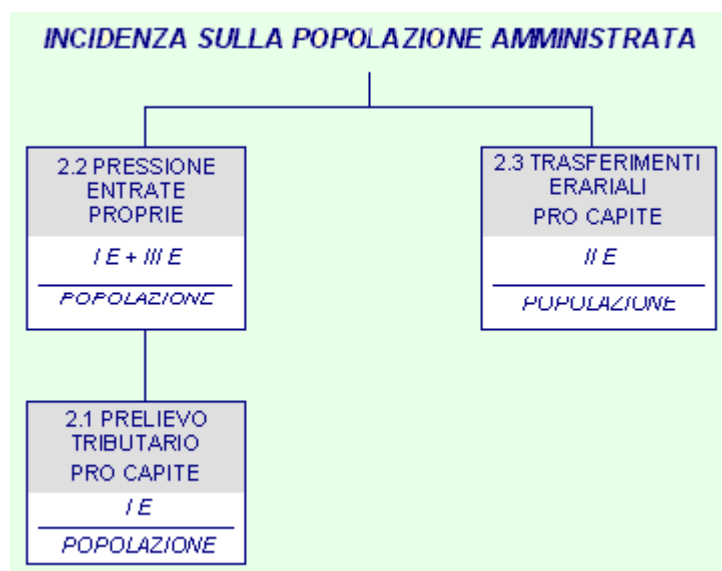 INCIDENZA SULLA POPOLAZIONE AMMINISTRATA
2.2 PRESSIONE
ENTRATE
PROPRIE
I E + III E
POPOLAZIONE
2.3 TRASFERIMENTI
ERARIALI
PRO CAPITE
II E
POPOLAZIONE
2.1 PRELIEVO
TRIBUTARIO
PRO CAPITE
I E
POPOLAZIONE